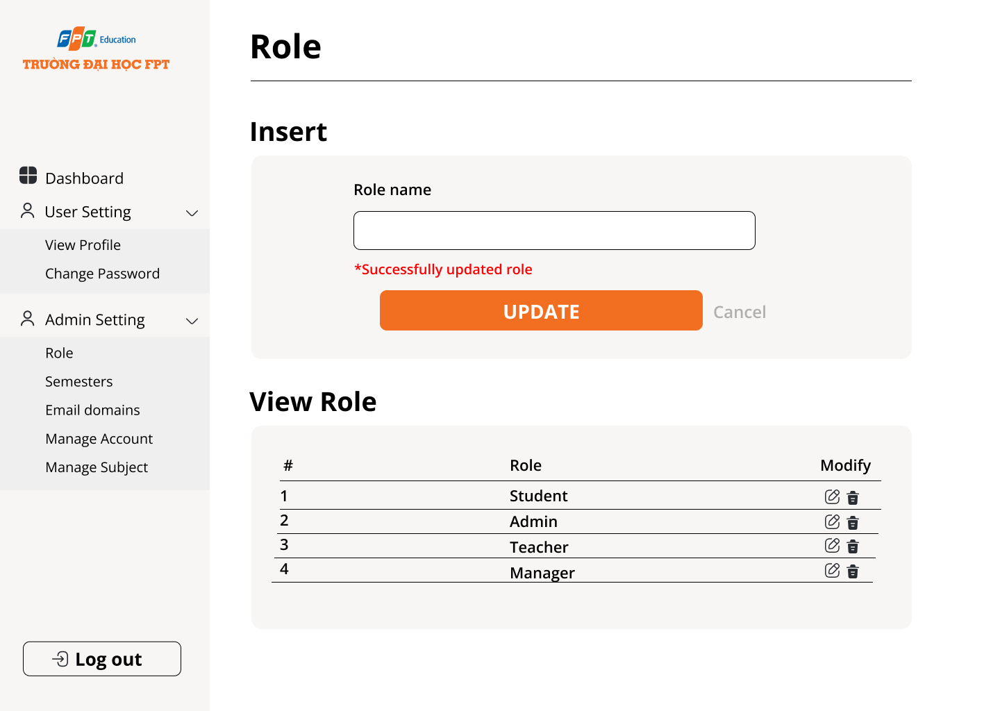 FPT Education
TRƯỜNG ĐẠI HỌC FPT
Dashboard
User Setting
View Profile
Change Password
Admin Setting
Role
Semesters
Email domains
Manage Account
Manage Subject
Log out
Role
Insert
Role name
*Successfully updated role
UPDATE Cancel
View Role
# Role Modify
1 Student
2 Admin
3 Teacher
4 Manager